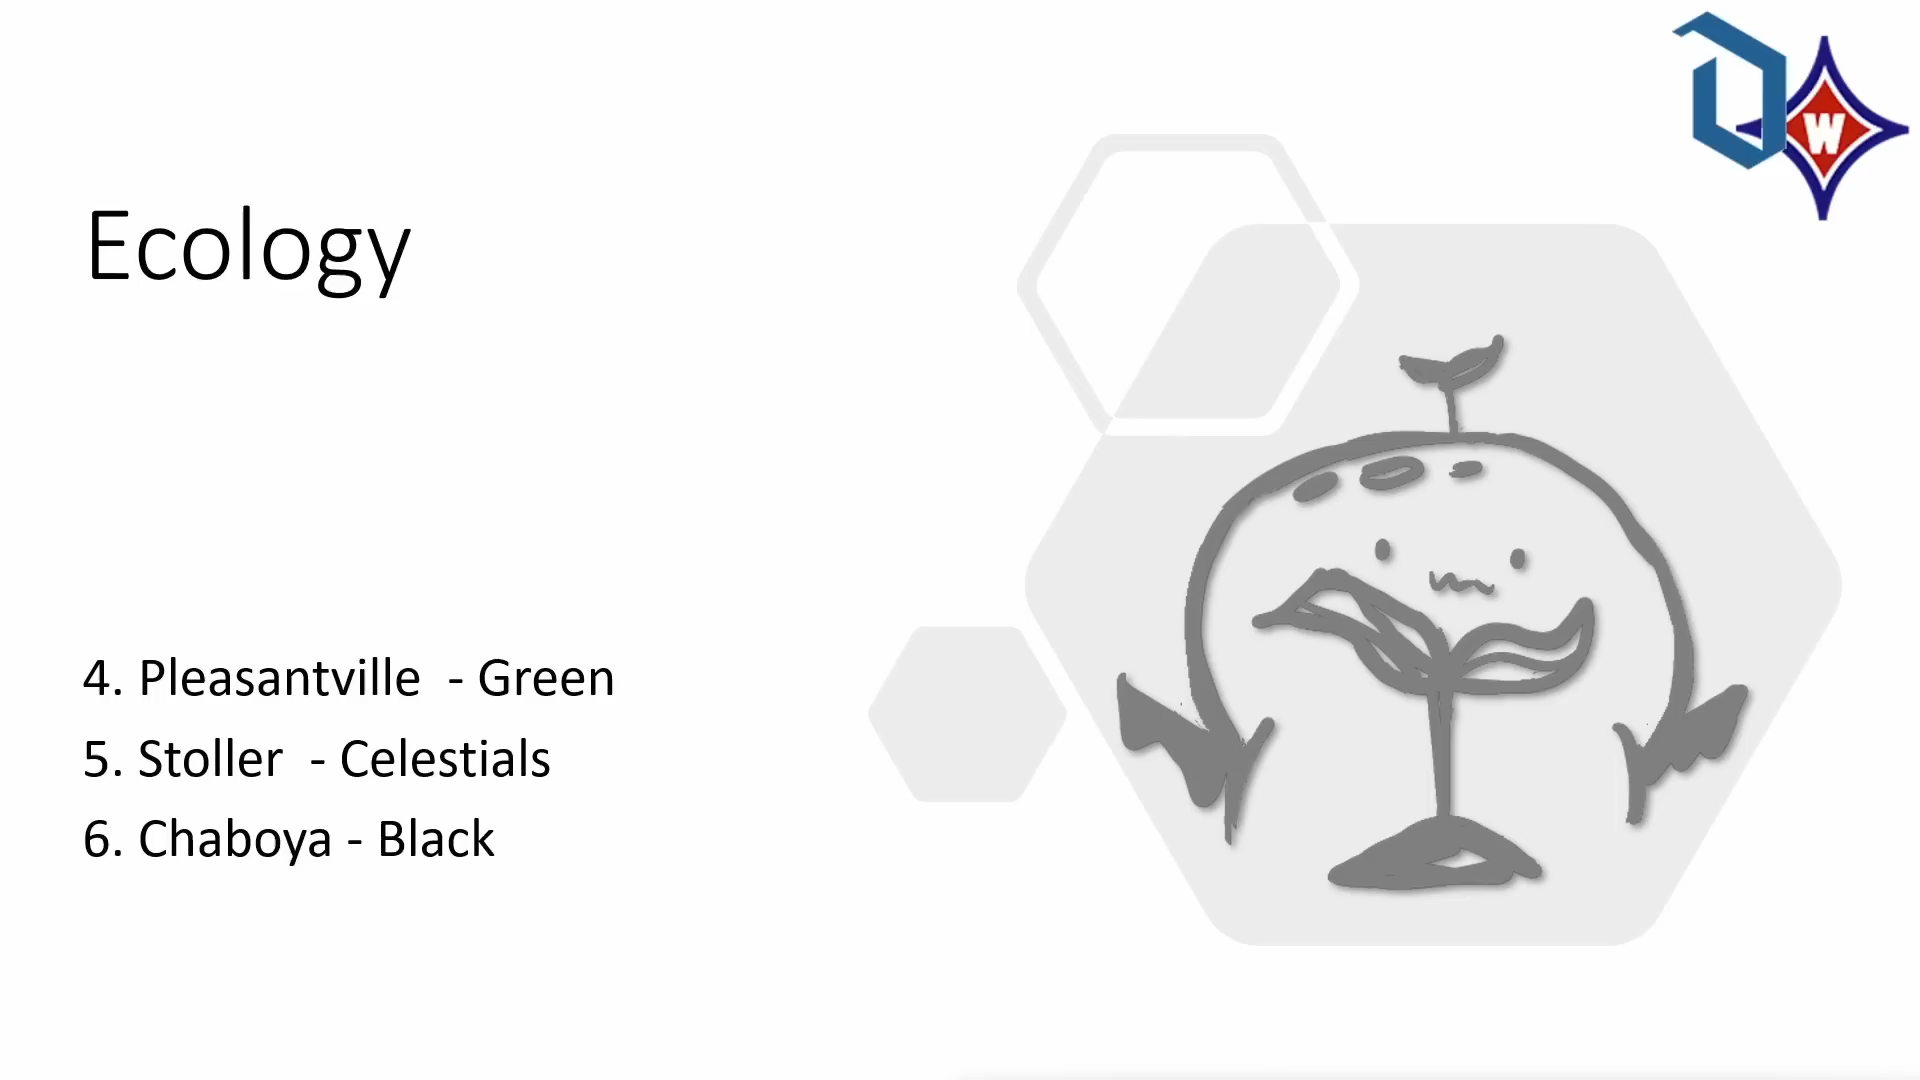 W
Ecology
4. Pleasantville - Green
5. Stoller - Celestials
6. Chaboya - Black